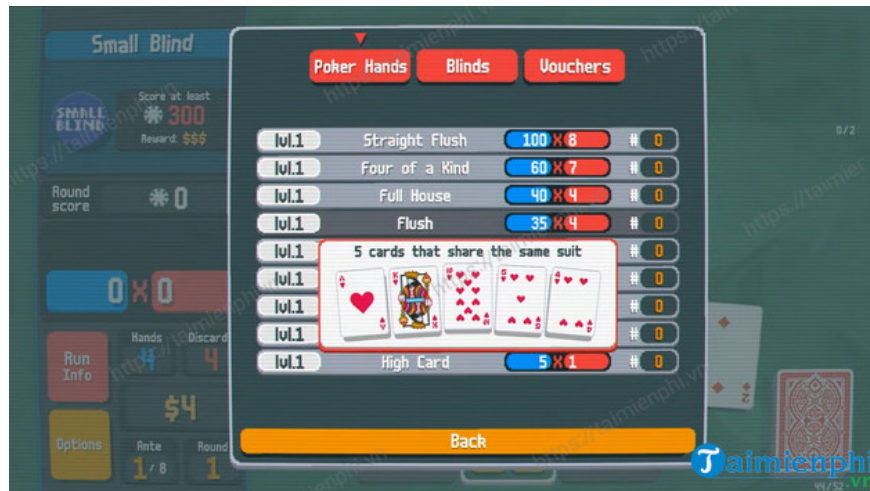 Small Blind
SMALL
BLIND
Score at least
300
Reward: $$$
Round
score
0
0 X 0
Hands
4
Discard
4
Run
Info
$4
Options
Ante
1/8
Round
1
Poker Hands
Blinds
Vouchers
lvl.1 Straight Flush 100 X 8 # 0
lvl.1 Four of a Kind 60 X 7 # 0
lvl.1 Full House 40 X 4 # 0
lvl.1 Flush 35 X 4 # 0
lvl.1 # 0
5 cards that share the same suit
lvl.1 # 0
lvl.1 # 0
lvl.1 # 0
lvl.1 High Card 5 X 1 # 0
Back
0/2
2
44/52
Taimienphi
.vn